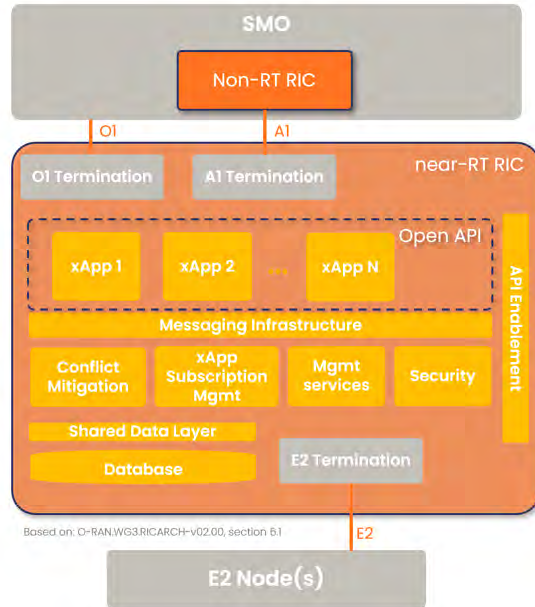 SMO
Non-RT RIC
O1
A1
near-RT RIC
O1 Termination
A1 Termination
Open API
xApp 1
xApp 2
...
xApp N
API Enablement
Messaging Infrastructure
Conflict
Mitigation
xApp
Subscription
Mgmt
Mgmt
services
Security
Shared Data Layer
Database
E2 Termination
Based on: O-RAN.WG3.RICARCH-v02.00, section 6.1
E2
E2 Node(s)